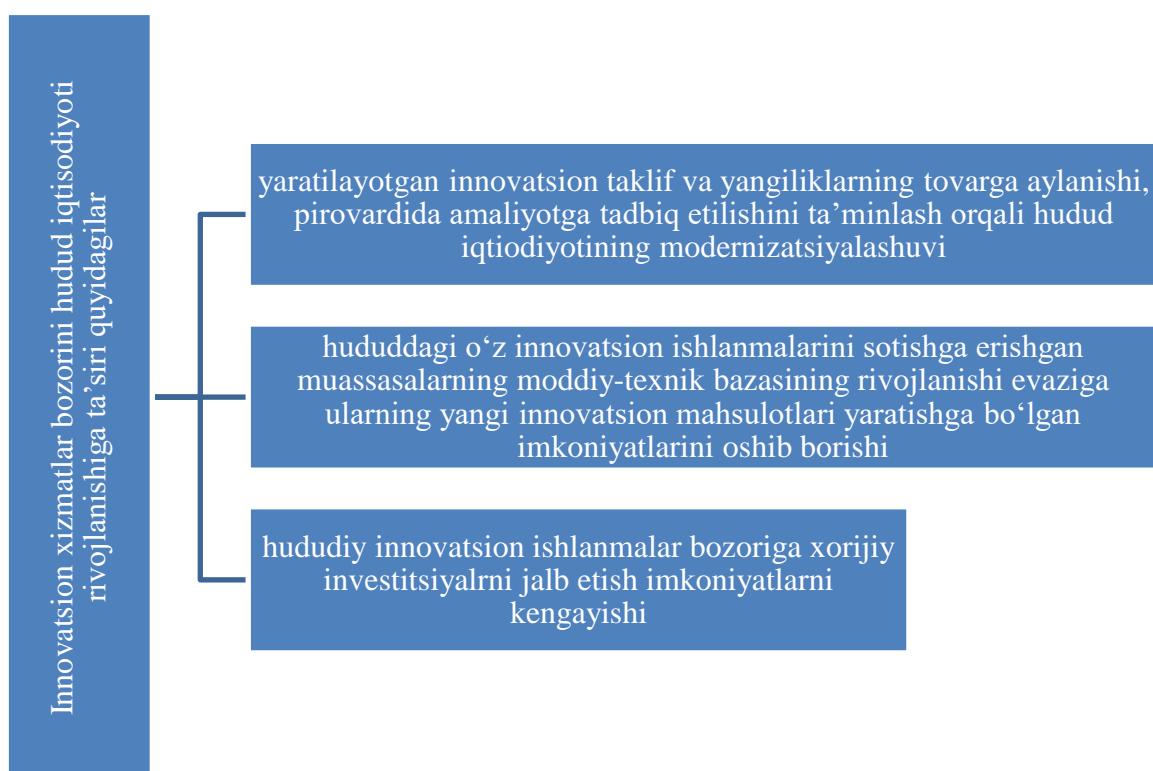 Innovatsion xizmatlar bozorini hudud iqtisodiyoti
rivojlanishiga ta’siri quyidagilar
yaratilayotgan innovatsion taklif va yangiliklarning tovarga aylanishi,
pirovardida amaliyotga tadbiq etilishini ta’minlash orqali hudud
iqtiodiyotining modernizatsiyalashuvi
hududdagi o‘z innovatsion ishlanmalarini sotishga erishgan
muassasalarning moddiy-texnik bazasining rivojlanishi evaziga
ularning yangi innovatsion mahsulotlari yaratishga bo‘lgan
imkoniyatlarini oshib borishi
hududiy innovatsion ishlanmalar bozoriga xorijiy
investitsiyalrni jalb etish imkoniyatlarni
kengayishi